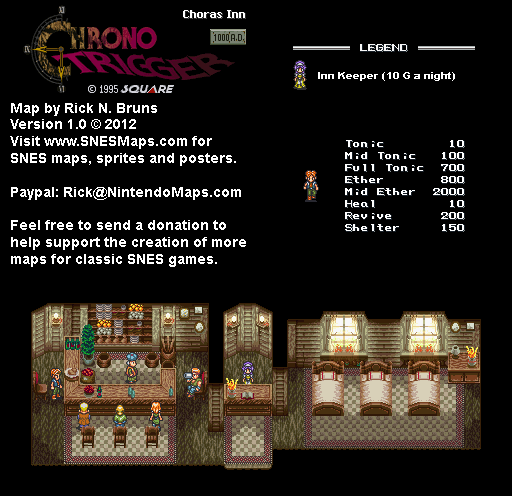 Choras Inn
CHRONO TRIGGER
1000 A.D.
© 1995 SQUARE
Map by Rick N. Bruns
Version 1.0 © 2012
Visit www.SNESMaps.com for
SNES maps, sprites and posters.
Paypal: Rick@NintendoMaps.com
Feel free to send a donation to
help support the creation of more
maps for classic SNES games.
LEGEND
Inn Keeper (10 G a night)
Tonic 10
Mid Tonic 100
Full Tonic 700
Ether 800
Mid Ether 2000
Heal 10
Revive 200
Shelter 150